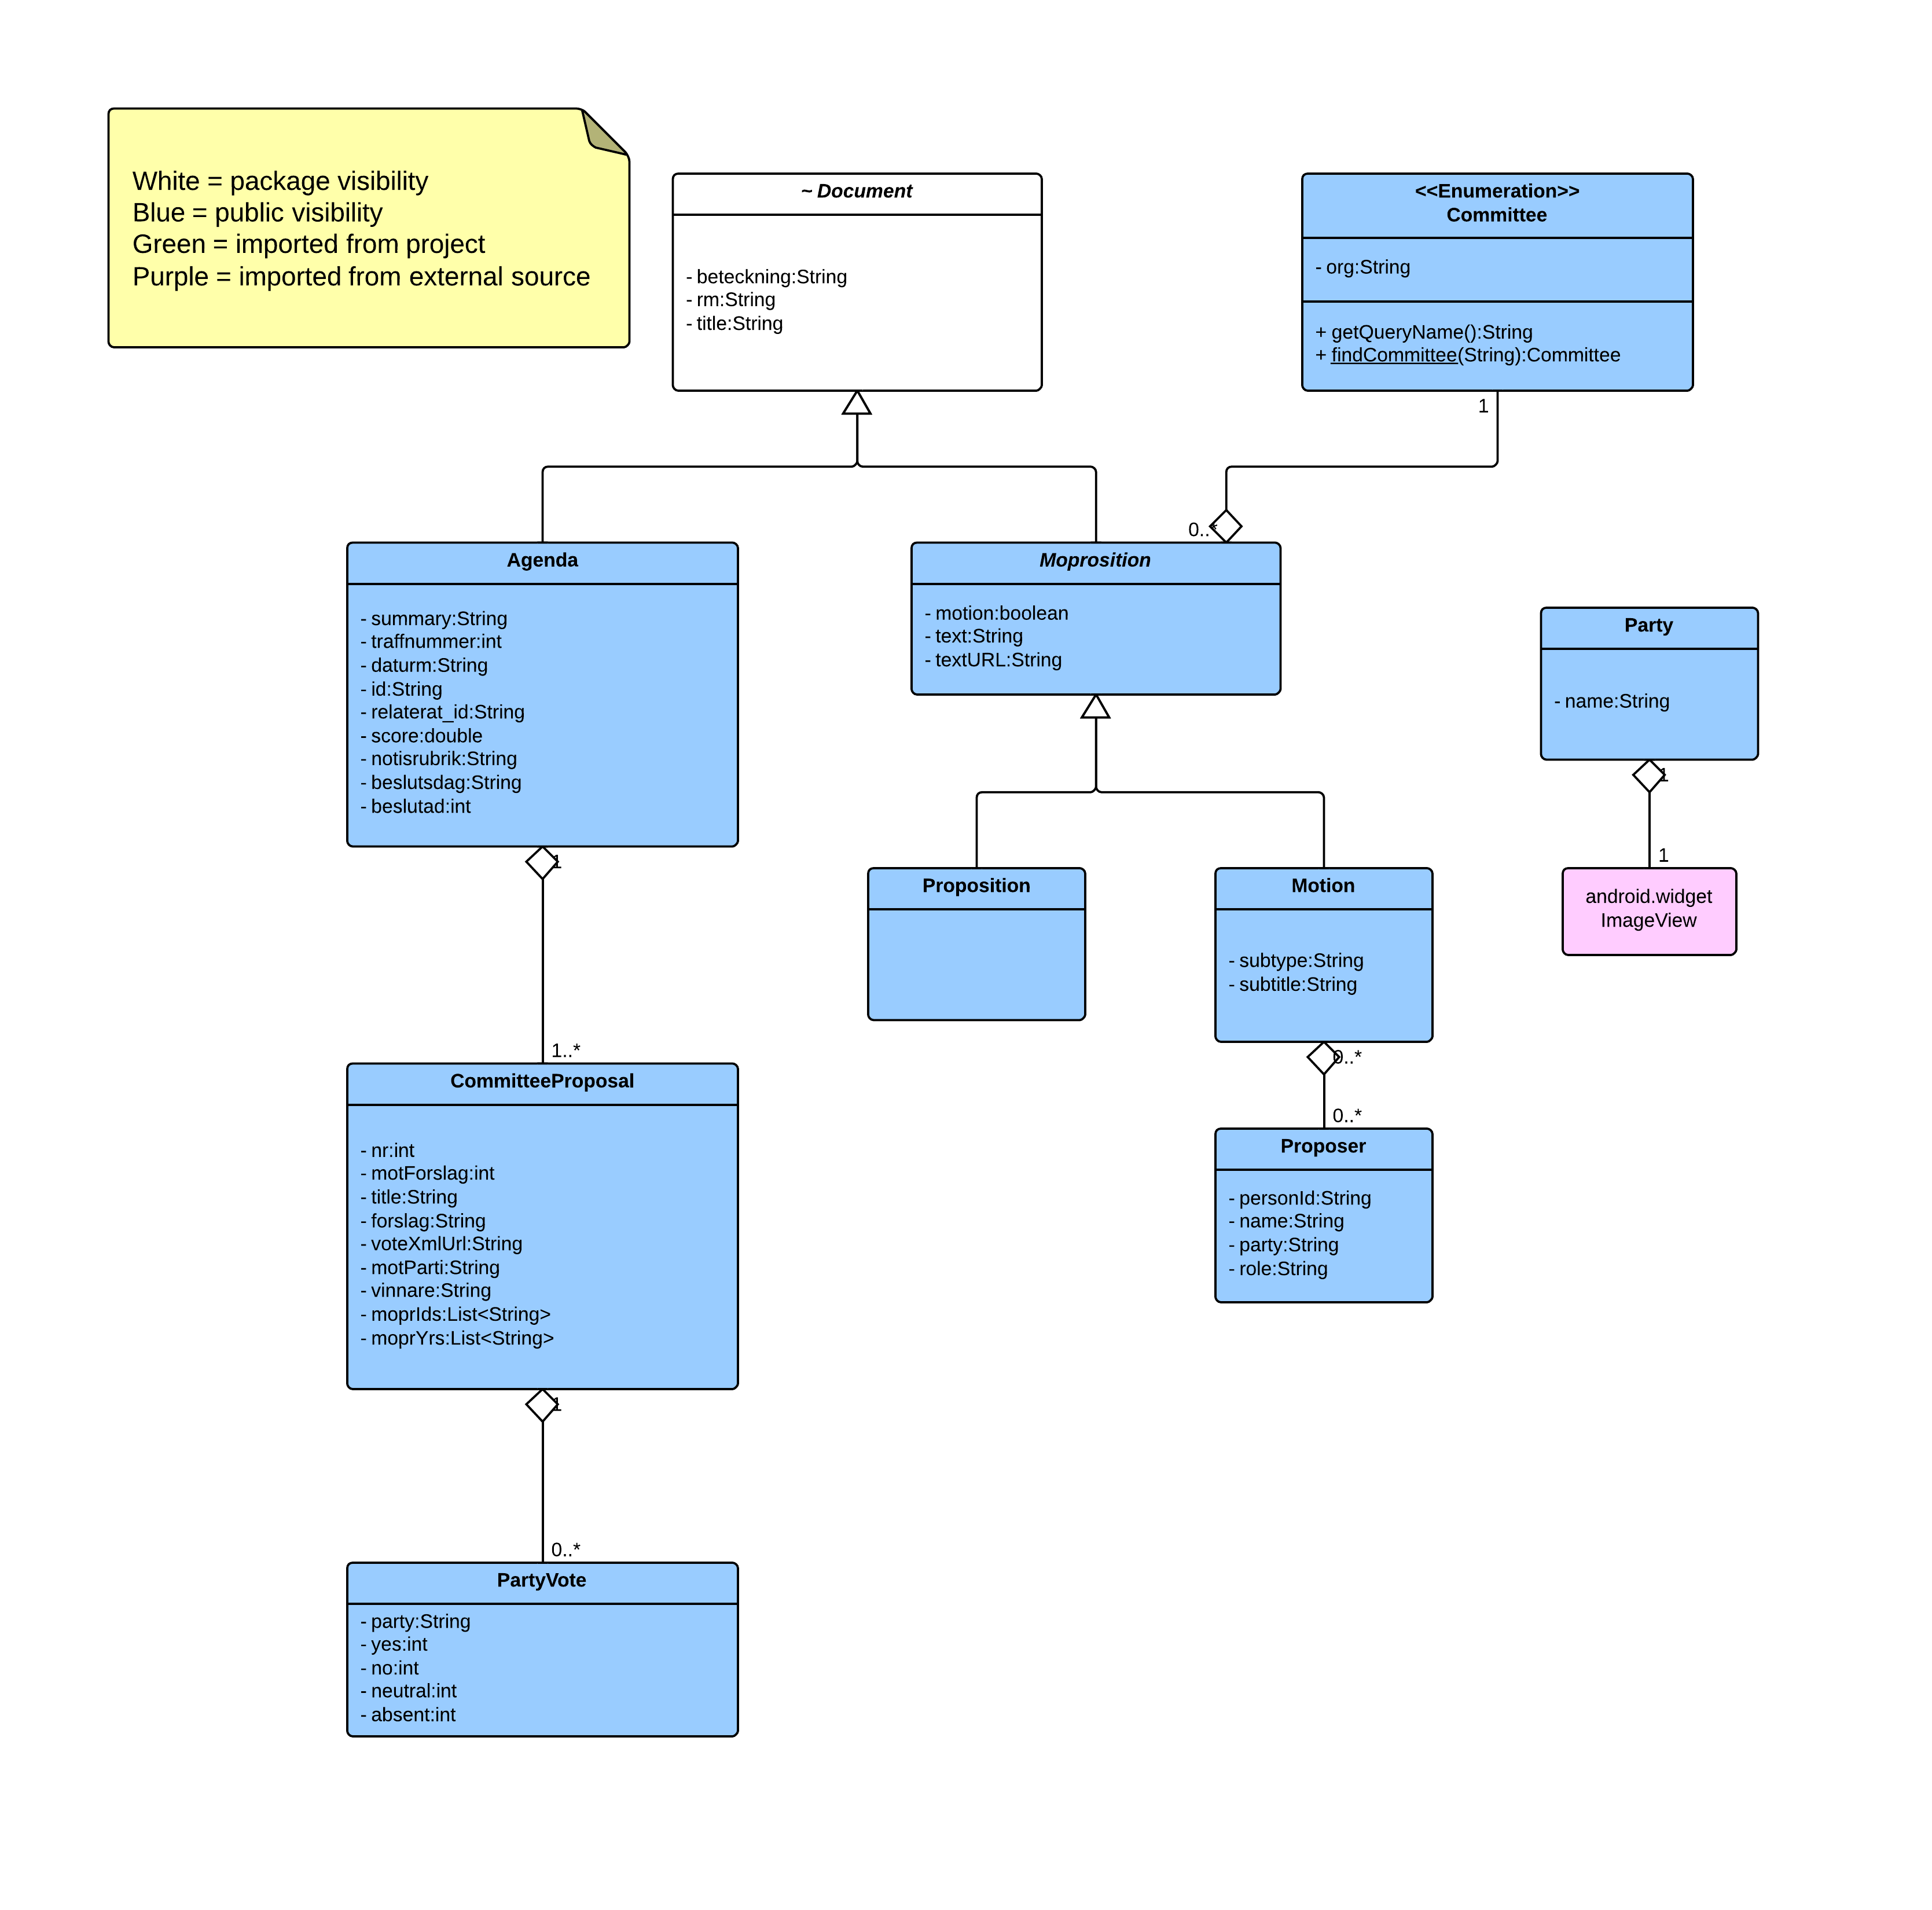 White = package visibility
Blue = public visibility
Green = imported from project
Purple = imported from external source
~ Document
- beteckning:String
- rm:String
- title:String
<<Enumeration>>
Committee
- org:String
+ getQueryName():String
+ findCommittee(String):Committee
1
0..*
Agenda
- summary:String
- traffnummer:int
- daturm:String
- id:String
- relaterat_id:String
- score:double
- notisrubrik:String
- beslutsdag:String
- beslutad:int
1
Moprosition
- motion:boolean
- text:String
- textURL:String
Party
- name:String
1
1
android.widget
ImageView
Proposition
Motion
- subtype:String
- subtitle:String
0..*
0..*
Proposer
- personId:String
- name:String
- party:String
- role:String
1..*
CommitteeProposal
- nr:int
- motForslag:int
- title:String
- forslag:String
- voteXmlUrl:String
- motParti:String
- vinnare:String
- moprIds:List<String>
- moprYrs:List<String>
1
0..*
PartyVote
- party:String
- yes:int
- no:int
- neutral:int
- absent:int